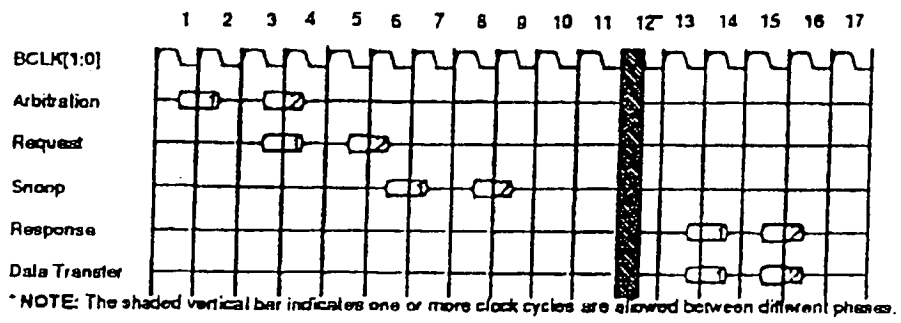 1 2 3 4 5 6 7 8 9 10 11 12 13 14 15 16 17
BCLK[1:0]
Arbitration
Request
Snoop
Response
Data Transfer
* NOTE: The shaded vertical bar indicates one or more clock cycles are allowed between different phases.